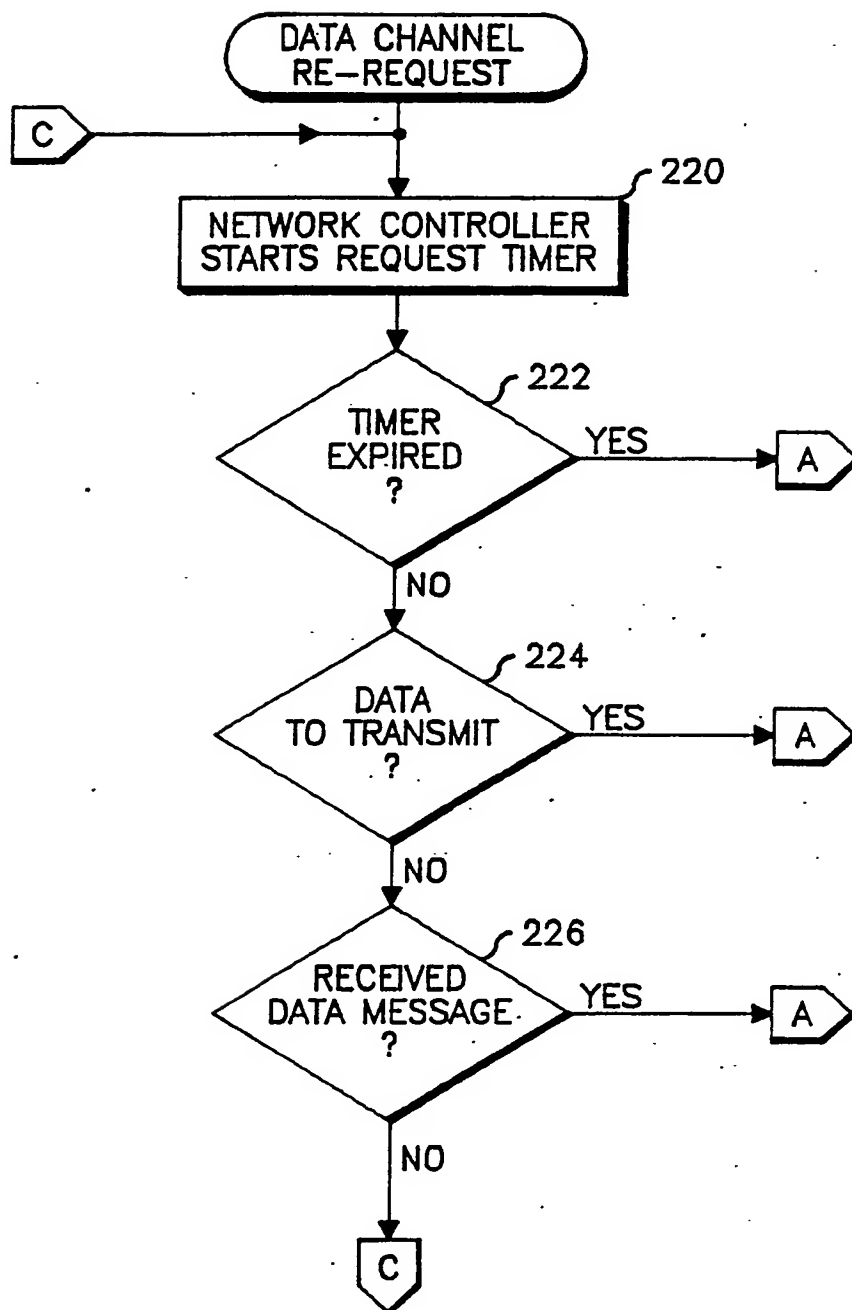 DATA CHANNEL
RE-REQUEST
C
220
NETWORK CONTROLLER
STARTS REQUEST TIMER
222
TIMER
EXPIRED
?
YES
A
NO
224
DATA
TO TRANSMIT
?
YES
A
NO
226
RECEIVED
DATA MESSAGE
?
YES
A
NO
C